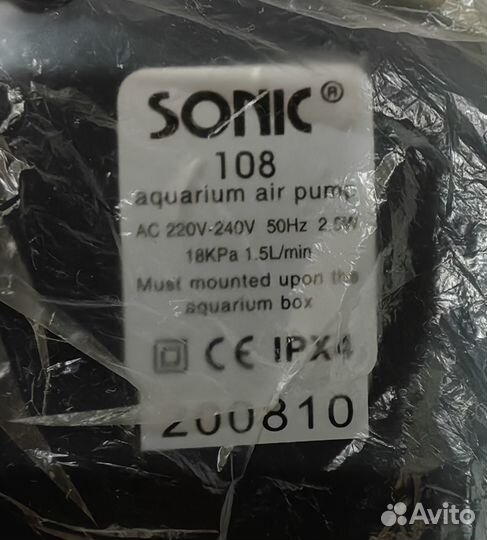 SONIC®
108
aquarium air pump
AC 220V-240V 50Hz 2.5W
18KPa 1.5L/min
Must mounted upon the
aquarium box
CE IPX4
200810
Avito